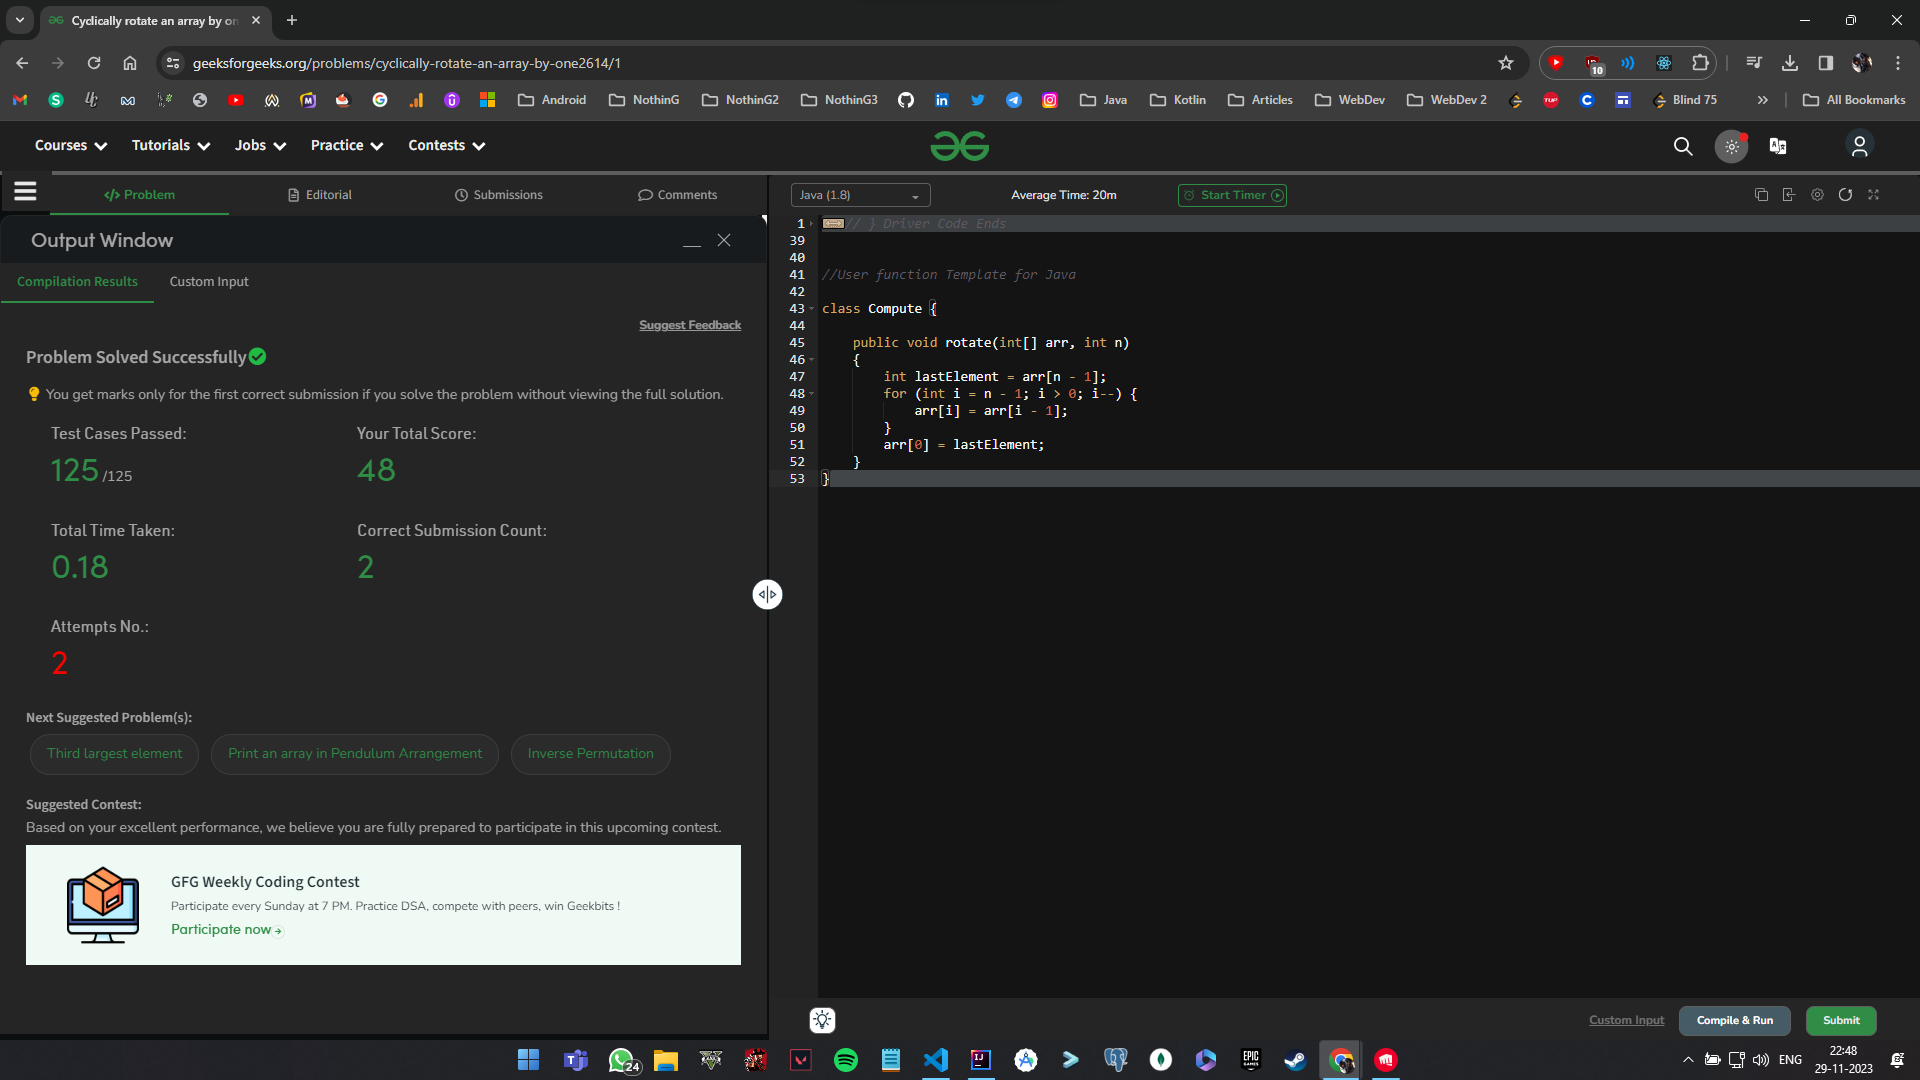 Cyclically rotate an array by on
geeksforgeeks.org/problems/cyclically-rotate-an-array-by-one2614/1
10
Android
NothinG
NothinG2
NothinG3
Java
Kotlin
Articles
WebDev
WebDev 2
TUF
Blind 75
All Bookmarks
Courses
Tutorials
Jobs
Practice
Contests
Problem
Editorial
Submissions
Comments
Java (1.8)
Average Time: 20m
Start Timer
Output Window
Compilation Results
Custom Input
Suggest Feedback
Problem Solved Successfully
You get marks only for the first correct submission if you solve the problem without viewing the full solution.
Test Cases Passed:
125 /125
Your Total Score:
48
Total Time Taken:
0.18
Correct Submission Count:
2
Attempts No.:
2
Next Suggested Problem(s):
Third largest element
Print an array in Pendulum Arrangement
Inverse Permutation
Suggested Contest:
Based on your excellent performance, we believe you are fully prepared to participate in this upcoming contest.
GFG Weekly Coding Contest
Participate every Sunday at 7 PM. Practice DSA, compete with peers, win Geekbits !
Participate now
1 // } Driver Code Ends
39
40
41 //User function Template for Java
42
43 class Compute {
44
45 public void rotate(int[] arr, int n)
46 {
47 int lastElement = arr[n - 1];
48 for (int i = n - 1; i > 0; i--) {
49 arr[i] = arr[i - 1];
50 }
51 arr[0] = lastElement;
52 }
53 }
Custom Input
Compile & Run
Submit
24
EPIC GAMES
ENG
22:48
29-11-2023